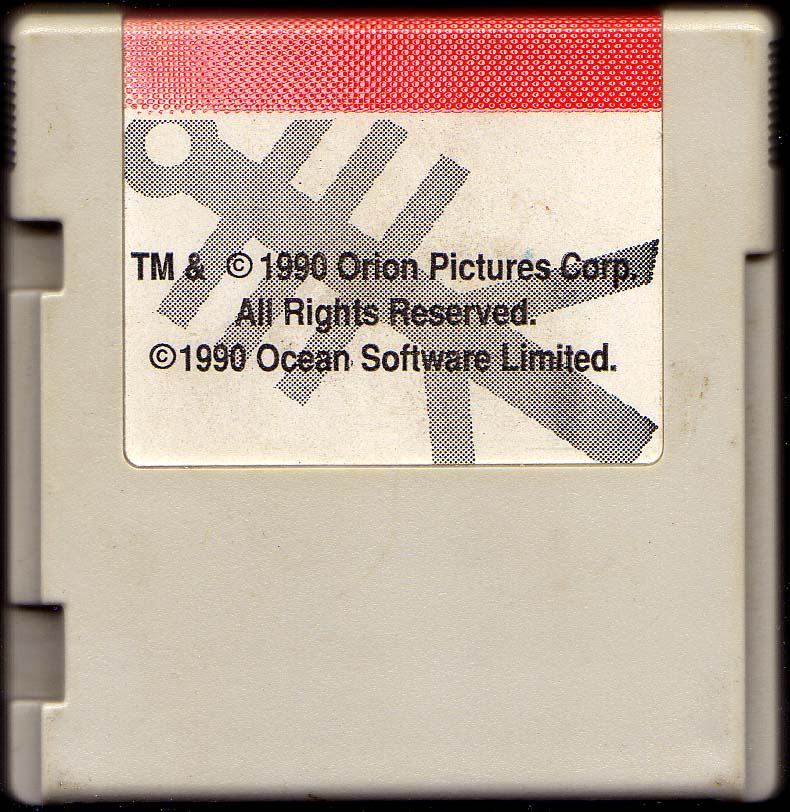 TM & © 1990 Orion Pictures Corp.
All Rights Reserved.
©1990 Ocean Software Limited.